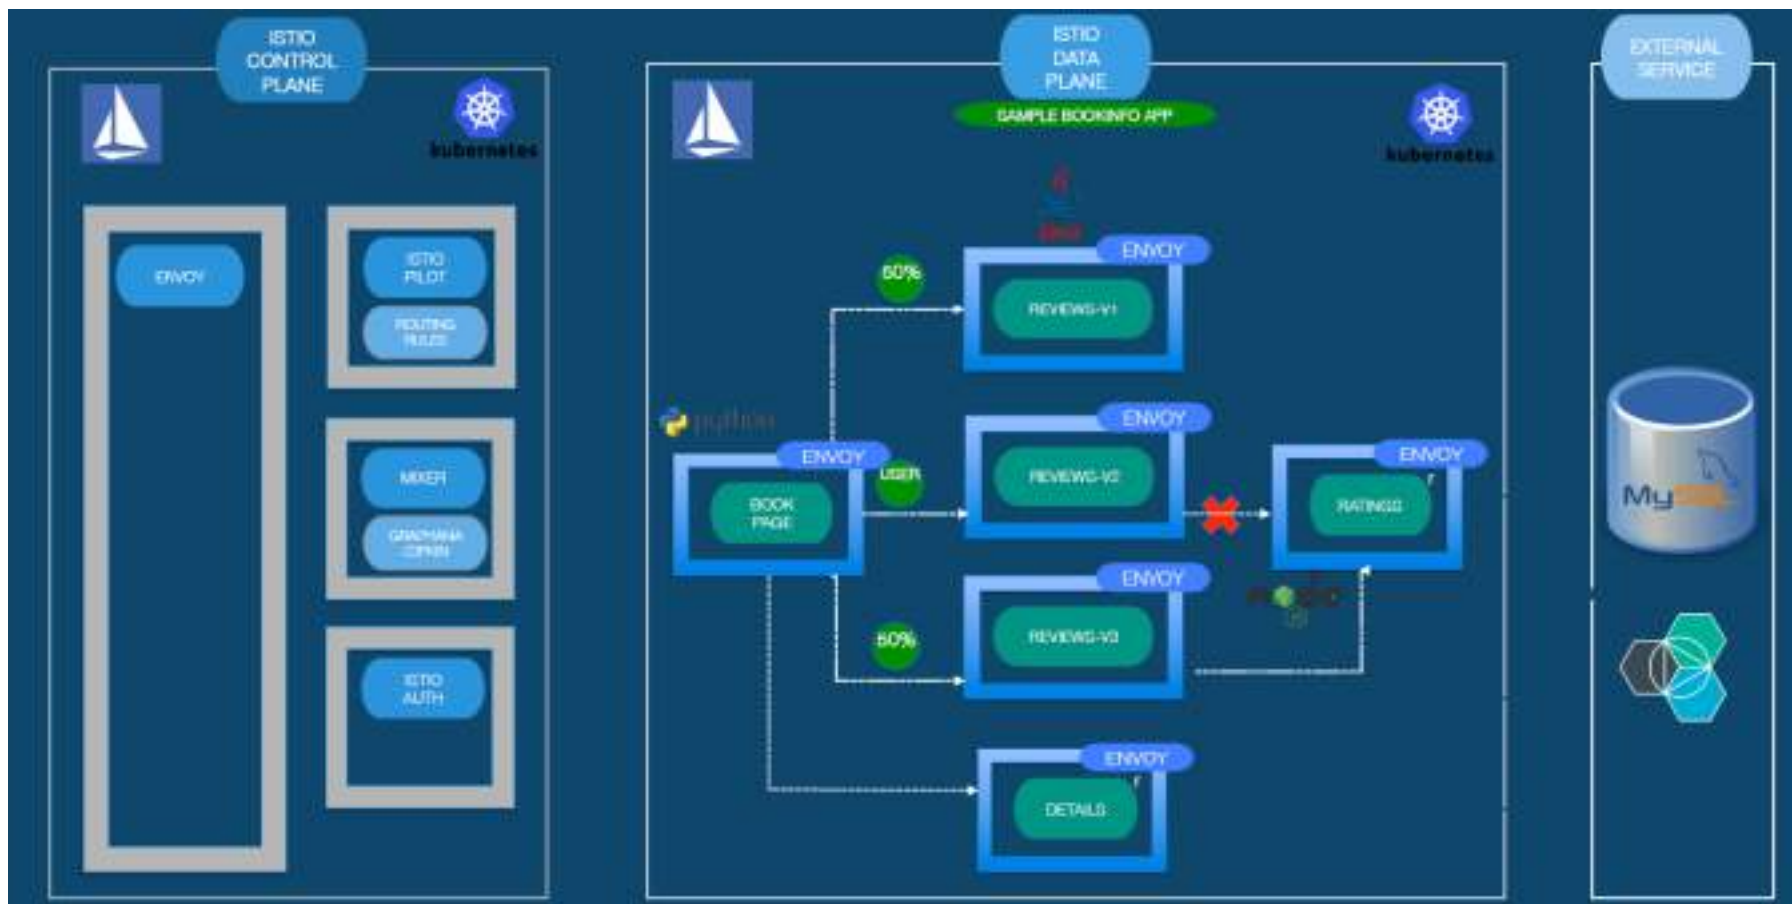 ISTIO
CONTROL
PLANE
kubernetes
ENVOY
ISTIO
PILOT
ROUTING
RULES
MIXER
GRAPHANA
ISTIO
AUTH
ISTIO
DATA
PLANE
SAMPLE BOOKINFO APP
kubernetes
50%
ENVOY
REVIEWS-V1
python
ENVOY
BOOK
PAGE
USER
ENVOY
REVIEWS-V2
ENVOY
RATINGS
50%
ENVOY
REVIEWS-V3
ENVOY
DETAILS
EXTERNAL
SERVICE
MySQL